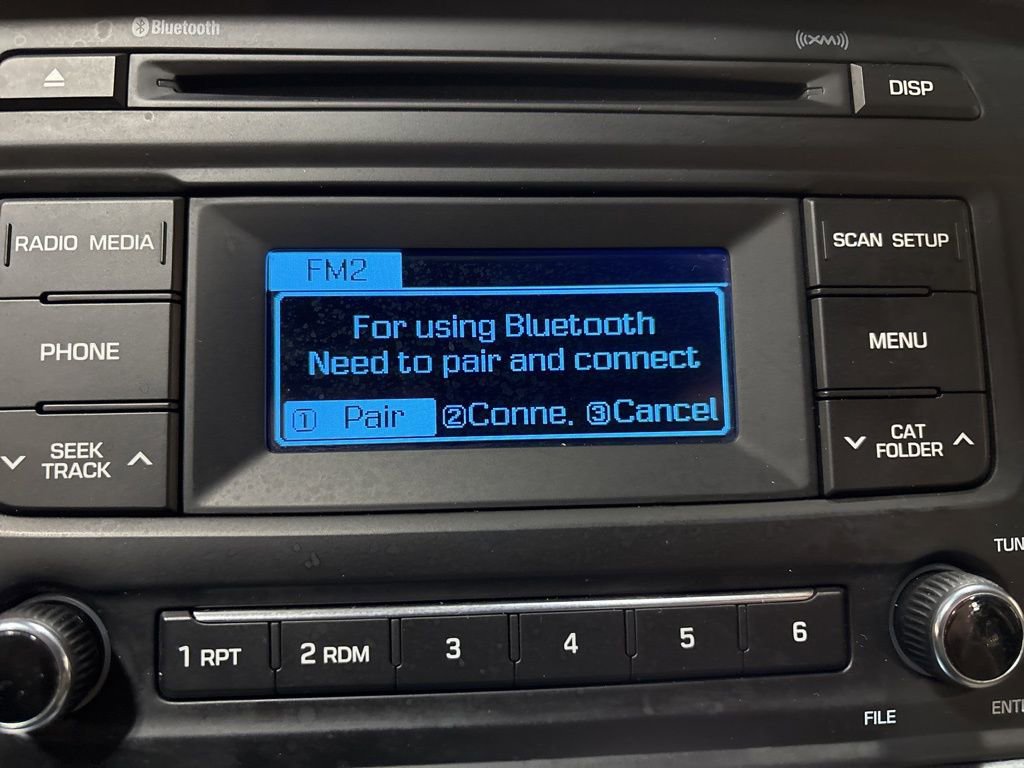 Bluetooth
((XM))
DISP
RADIO MEDIA
SCAN SETUP
FM2
For using Bluetooth
Need to pair and connect
① Pair ②Conne. ③Cancel
PHONE
MENU
SEEK
TRACK
CAT
FOLDER
TUN
1 RPT
2 RDM
3
4
5
6
FILE
ENTE